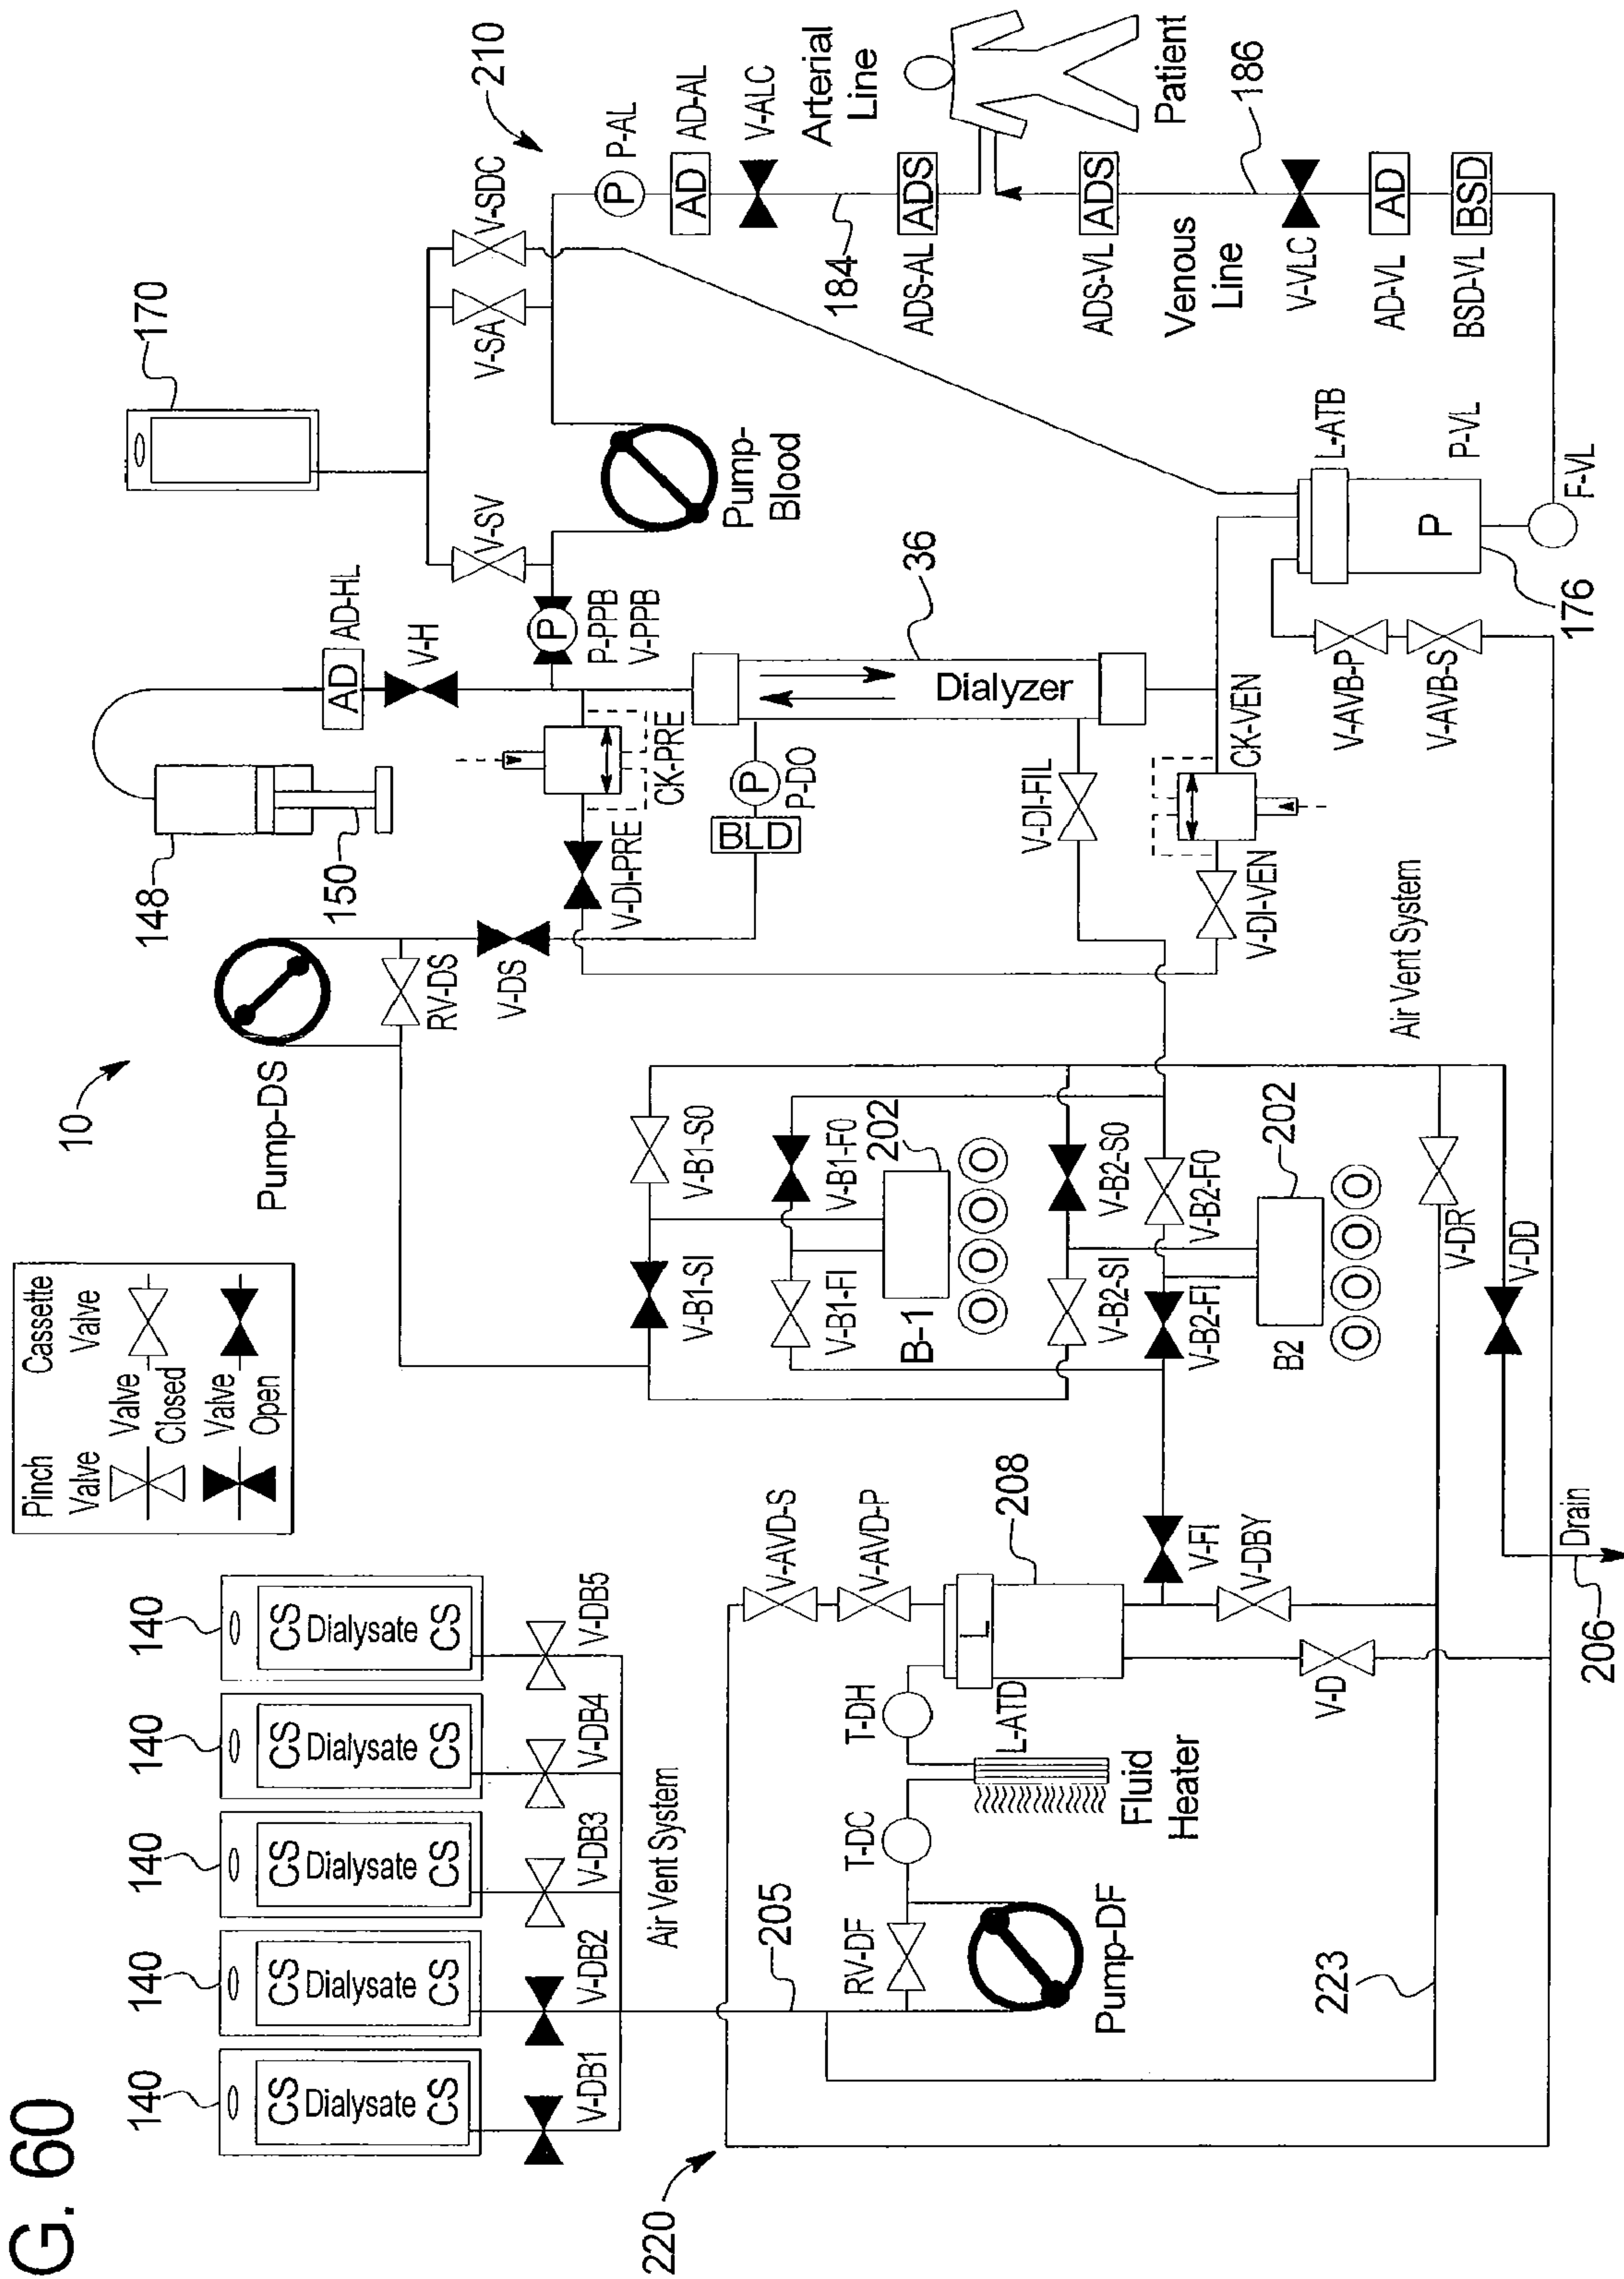 G. 60
Pinch
Valve
Cassette
Valve
Valve
Closed
Valve
Open
10
220
140
CS Dialysate CS
V-DB1
140
CS Dialysate CS
V-DB2
140
CS Dialysate CS
V-DB3
140
CS Dialysate CS
V-DB4
140
CS Dialysate CS
V-DB5
Air Vent System
205
RV-DF
Pump-DF
T-DC
Fluid
Heater
T-DH
L-ATD
L
208
V-AVD-S
V-AVD-P
V-FI
V-DBY
V-D
223
206
Drain
Pump-DS
RV-DS
V-DS
V-B1-SI
V-B1-S0
V-B1-FI
V-B1-F0
B-1
202
V-B2-SI
V-B2-S0
V-B2-FI
V-B2-F0
B2
202
V-DR
V-DD
Air Vent System
148
150
AD
AD-HL
V-H
CK-PRE
V-DI-PRE
BLD
P
P-DO
V-DI-FIL
V-DI-VEN
CK-VEN
Dialyzer
36
P
P-PPB
V-PPB
170
V-SV
V-SA
V-SDC
Pump-
Blood
210
P
P-AL
AD
AD-AL
V-ALC
Arterial
Line
184
ADS
ADS-AL
Patient
ADS
ADS-VL
Venous
Line
186
V-VLC
AD
AD-VL
BSD
BSD-VL
L-ATB
P
P-VL
F-VL
176
V-AVB-P
V-AVB-S